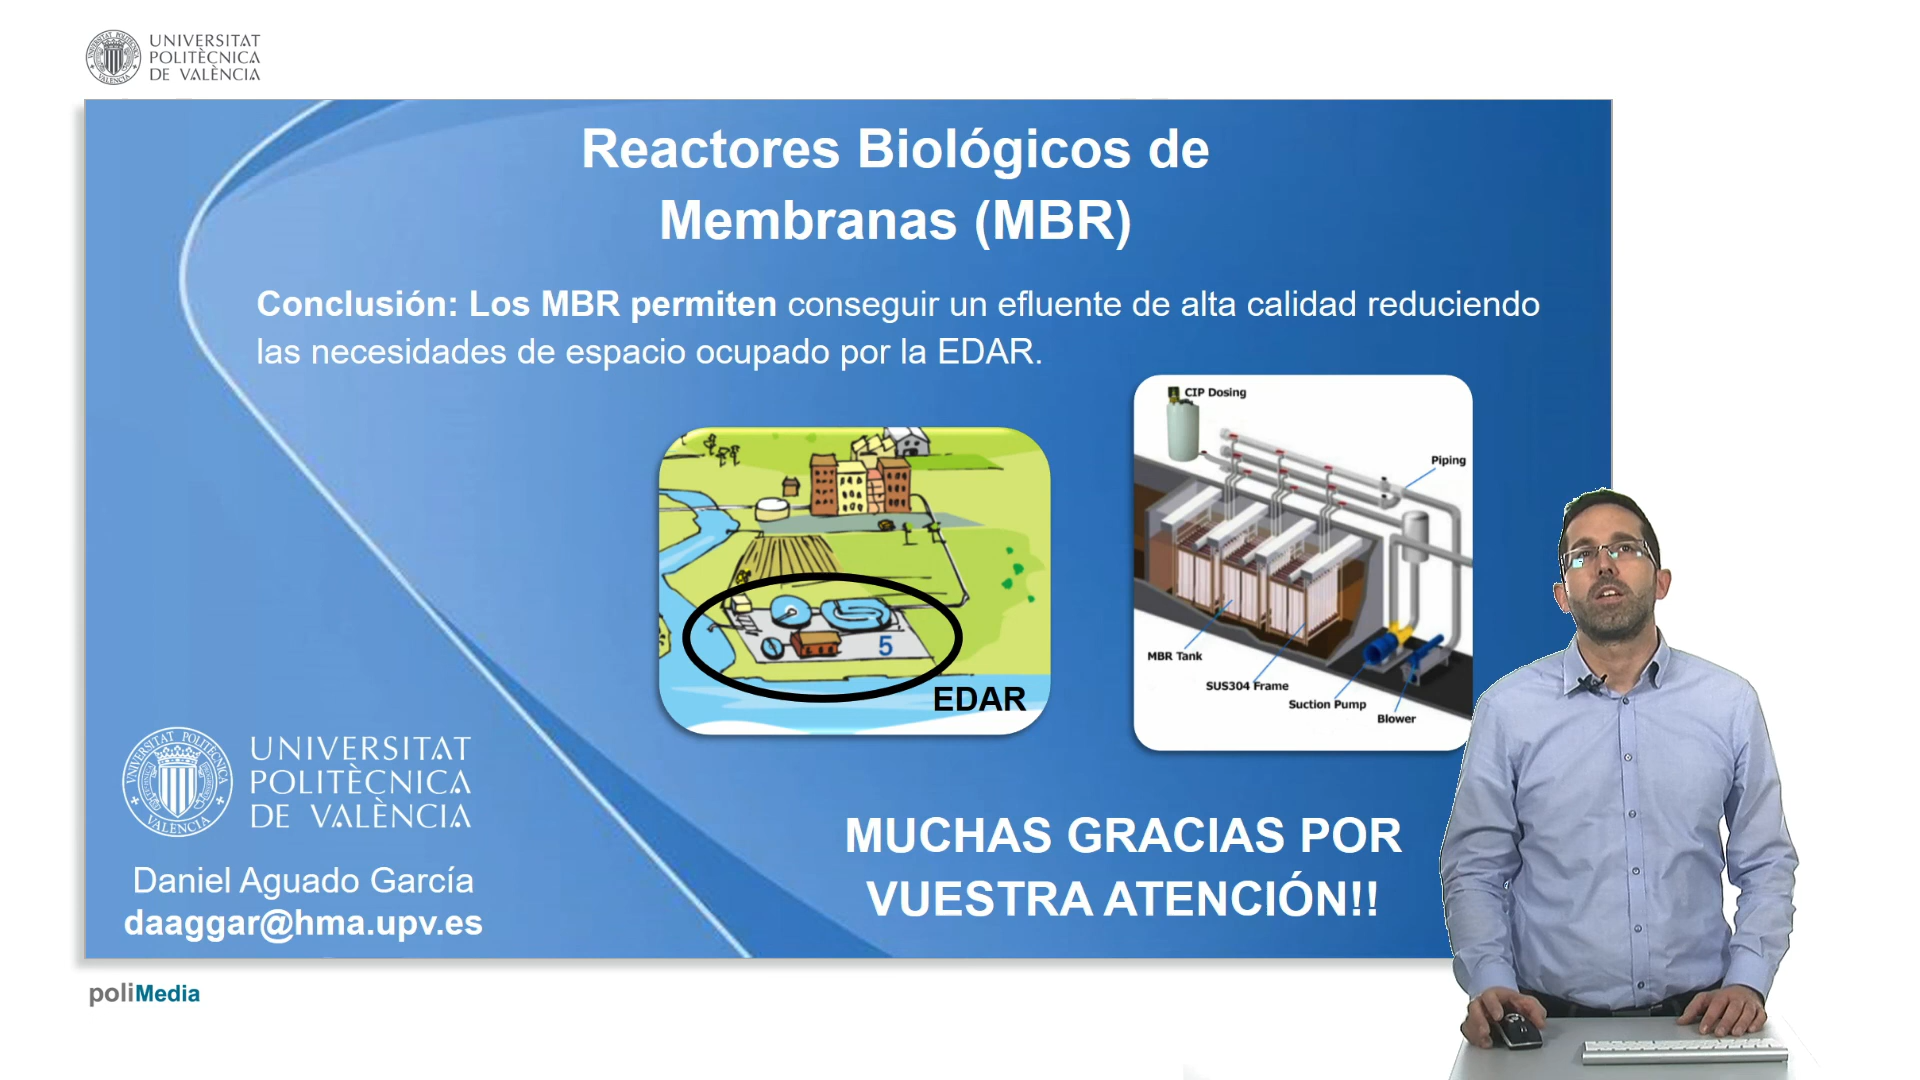 UNIVERSITAT
POLITÈCNICA
DE VALÈNCIA
Reactores Biológicos de
Membranas (MBR)
Conclusión: Los MBR permiten conseguir un efluente de alta calidad reduciendo
las necesidades de espacio ocupado por la EDAR.
CIP Dosing
Piping
MBR Tank
SUS304 Frame
Suction Pump
Blower
5
EDAR
UNIVERSITAT
POLITÈCNICA
DE VALÈNCIA
Daniel Aguado García
daaggar@hma.upv.es
MUCHAS GRACIAS POR
VUESTRA ATENCIÓN!!
poliMedia